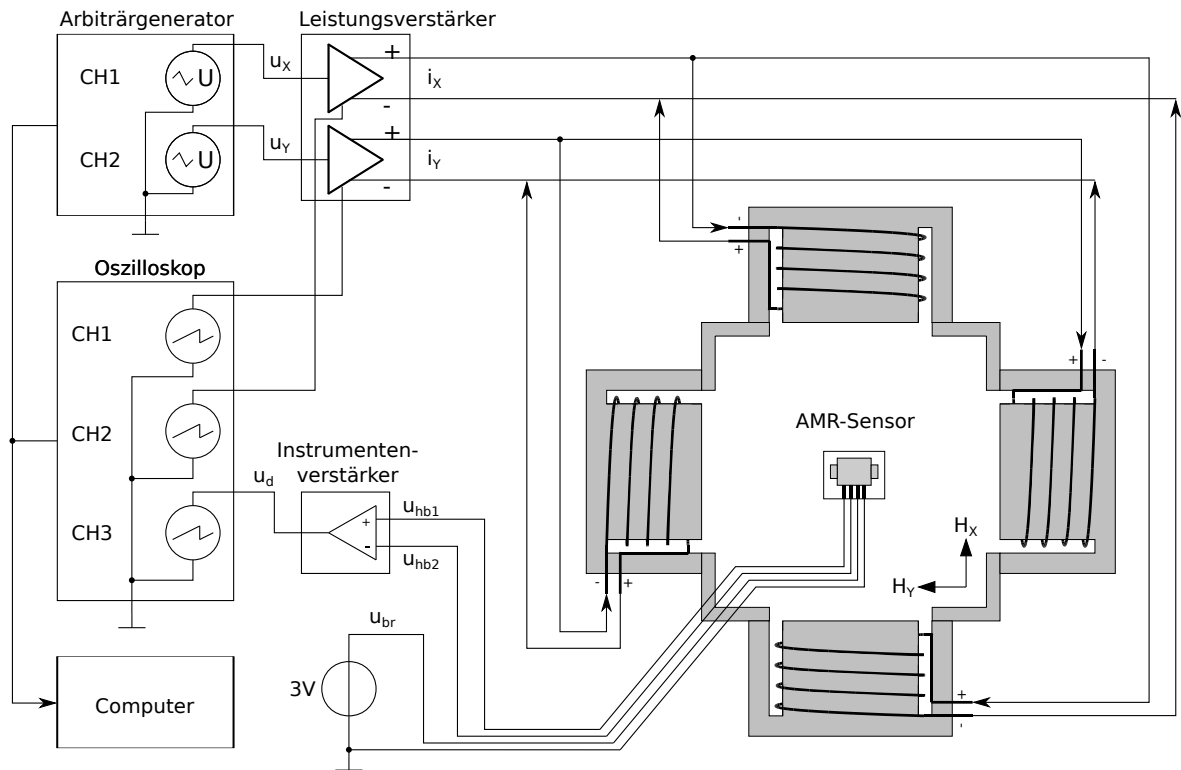 Arbiträrgenerator
Leistungsverstärker
CH1
U
uX
+
iX
-
CH2
U
uY
+
iY
-
Oszilloskop
CH1
CH2
CH3
Instrumenten-
verstärker
ud
+
-
uhb1
uhb2
ubr
3V
Computer
AMR-Sensor
HX
HY
-
+
+
-
-
+
+
-